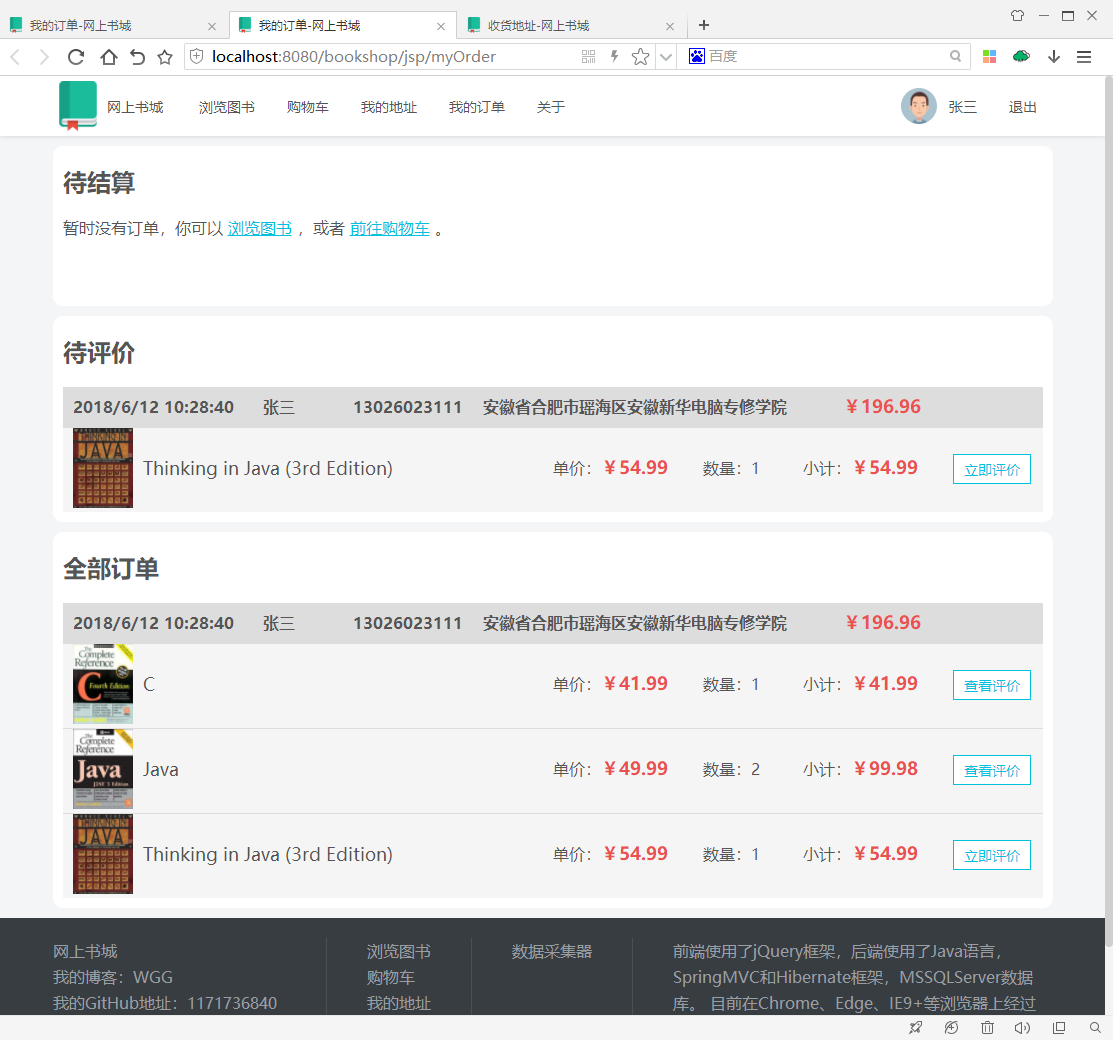 我的订单-网上书城 我的订单-网上书城 收货地址-网上书城
localhost:8080/bookshop/jsp/myOrder 百度
网上书城 浏览图书 购物车 我的地址 我的订单 关于 张三 退出
待结算
暂时没有订单，你可以 浏览图书 ，或者 前往购物车 。
待评价
2018/6/12 10:28:40 张三 13026023111 安徽省合肥市瑶海区安徽新华电脑专修学院 ￥196.96
THINKING IN
JAVA
Thinking in Java (3rd Edition) 单价：￥54.99 数量：1 小计：￥54.99 立即评价
全部订单
2018/6/12 10:28:40 张三 13026023111 安徽省合肥市瑶海区安徽新华电脑专修学院 ￥196.96
The
Complete
Reference
C
Fourth Edition
C 单价：￥41.99 数量：1 小计：￥41.99 查看评价
The
Complete
Reference
Java
Java 单价：￥49.99 数量：2 小计：￥99.98 查看评价
THINKING IN
JAVA
Thinking in Java (3rd Edition) 单价：￥54.99 数量：1 小计：￥54.99 立即评价
网上书城 浏览图书 数据采集器 前端使用了jQuery框架，后端使用了Java语言，
我的博客：WGG 购物车 SpringMVC和Hibernate框架，MSSQLServer数据
我的GitHub地址：1171736840 我的地址 库。 目前在Chrome、Edge、IE9+等浏览器上经过